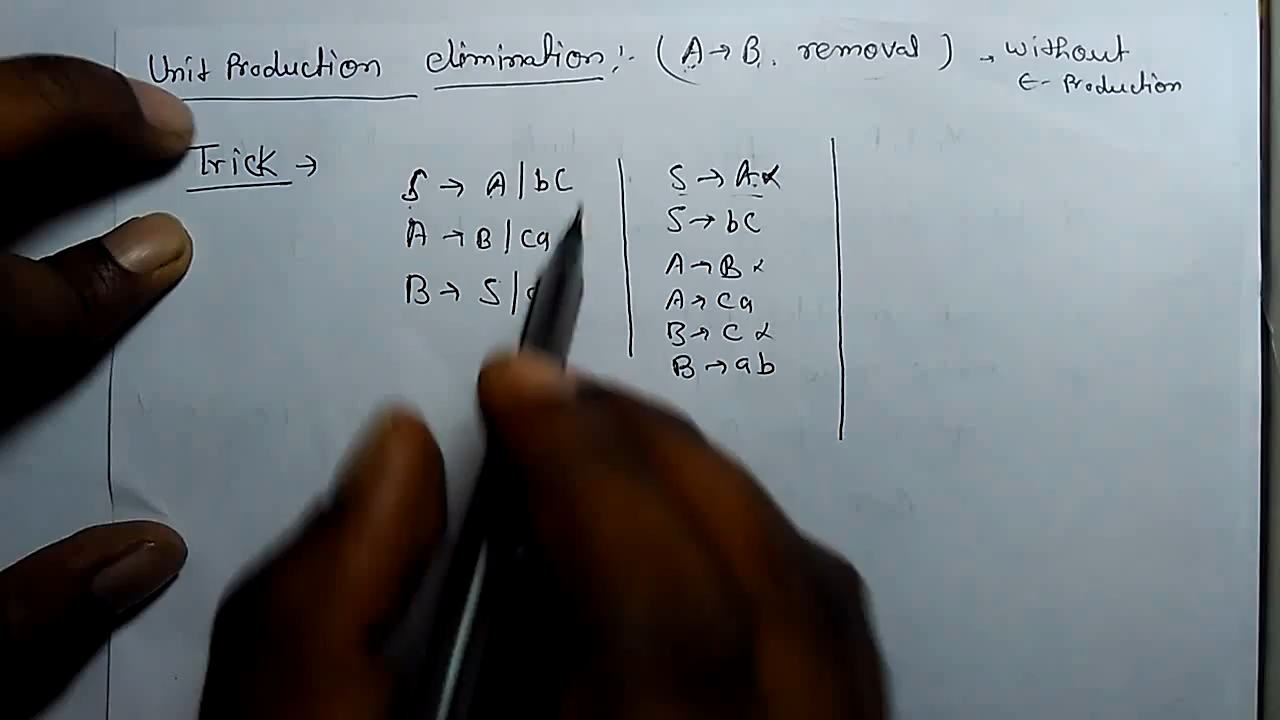 Unit Production elimination :- ( A → B. removal ) → without
ε- Production
Trick →
S → A | bC
A → B | Ca
B → S |
S → A ×
S → bC
A → B ×
A → Ca
B → C ×
B → ab